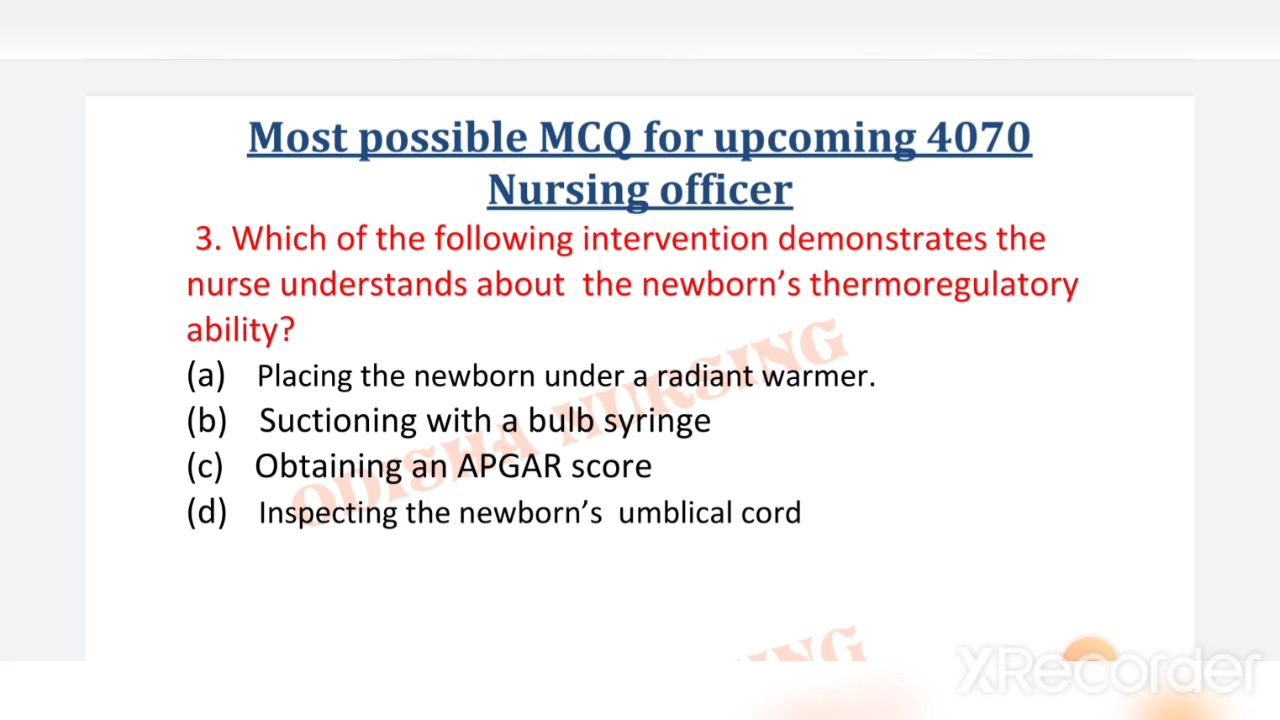 Most possible MCQ for upcoming 4070
Nursing officer
3. Which of the following intervention demonstrates the
nurse understands about the newborn’s thermoregulatory
ability?
(a) Placing the newborn under a radiant warmer.
(b) Suctioning with a bulb syringe
(c) Obtaining an APGAR score
(d) Inspecting the newborn’s umblical cord
ODISHA NURSING
XRecorder